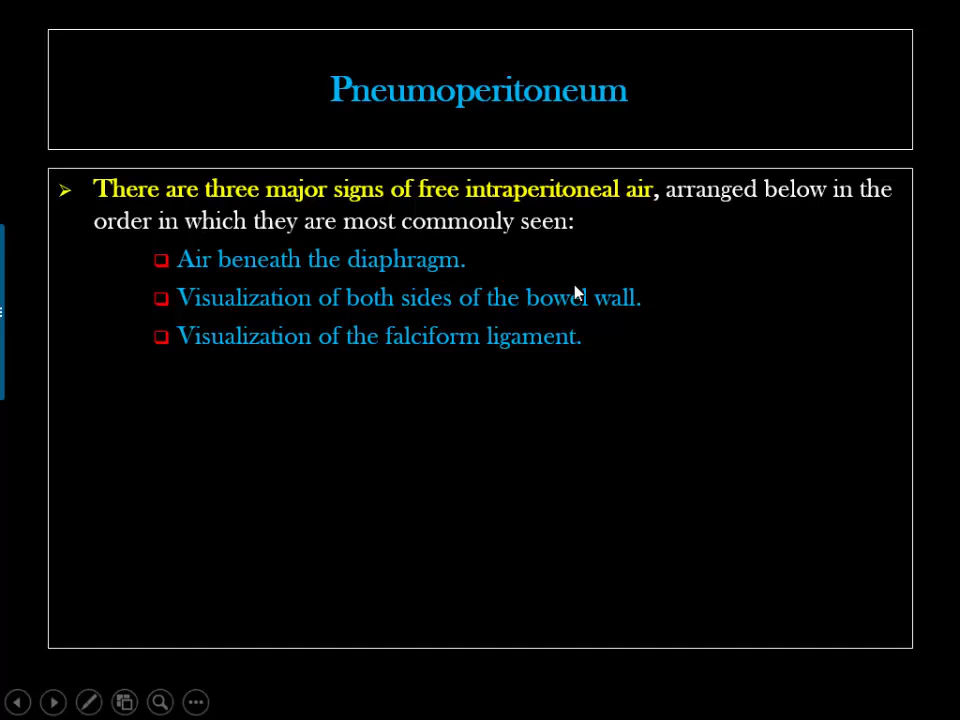 Pneumoperitoneum
There are three major signs of free intraperitoneal air, arranged below in the
order in which they are most commonly seen:
Air beneath the diaphragm.
Visualization of both sides of the bowel wall.
Visualization of the falciform ligament.